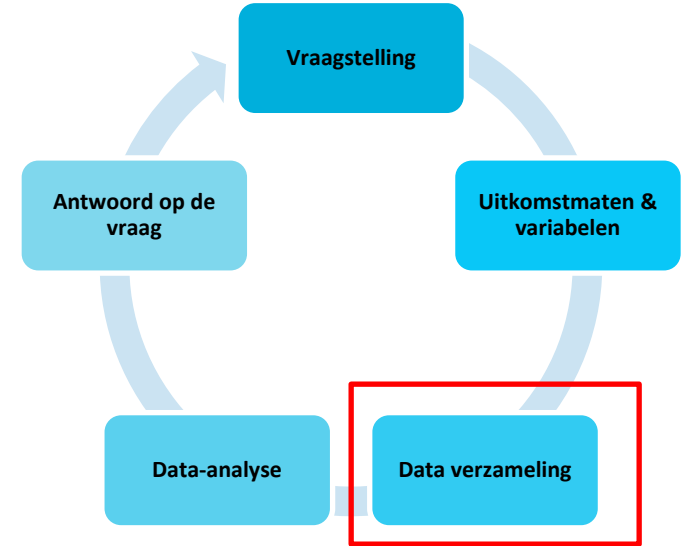 Vraagstelling
Uitkomstmaten &
variabelen
Data verzameling
Data-analyse
Antwoord op de
vraag